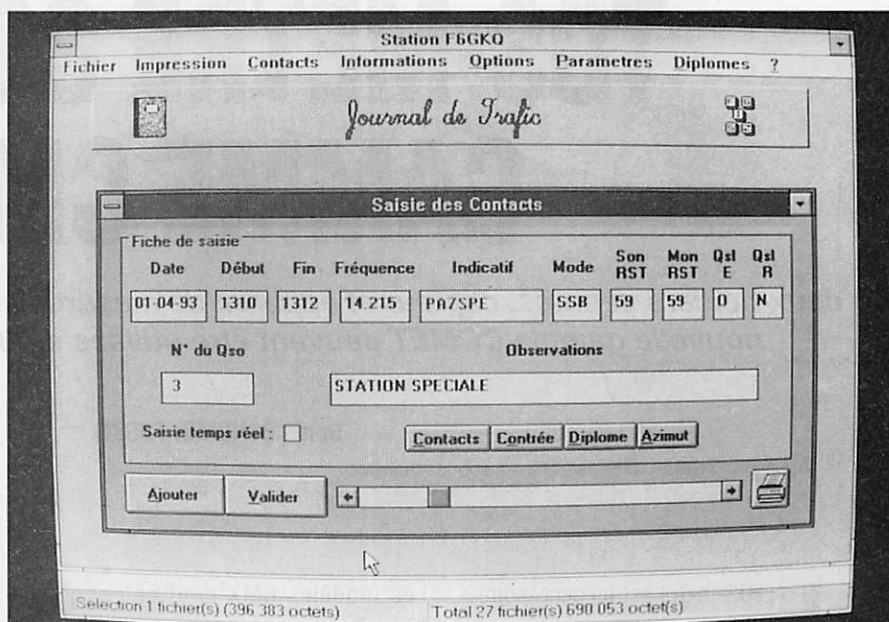 Station F6GKQ
Fichier Impression Contacts Informations Options Parametres Diplomes ?
Journal de Trafic
Saisie des Contacts
Fiche de saisie
Date Début Fin Fréquence Indicatif Mode Son RST Mon RST Qsl E Qsl R
01-04-93 1310 1312 14.215 PA7SPE SSB 59 59 O N
N° du Qso Observations
3 STATION SPECIALE
Saisie temps réel : Contacts Contrée Diplome Azimut
Ajouter Valider
Selection 1 fichier(s) (396 383 octets) Total 27 fichier(s) 690 053 octet(s)